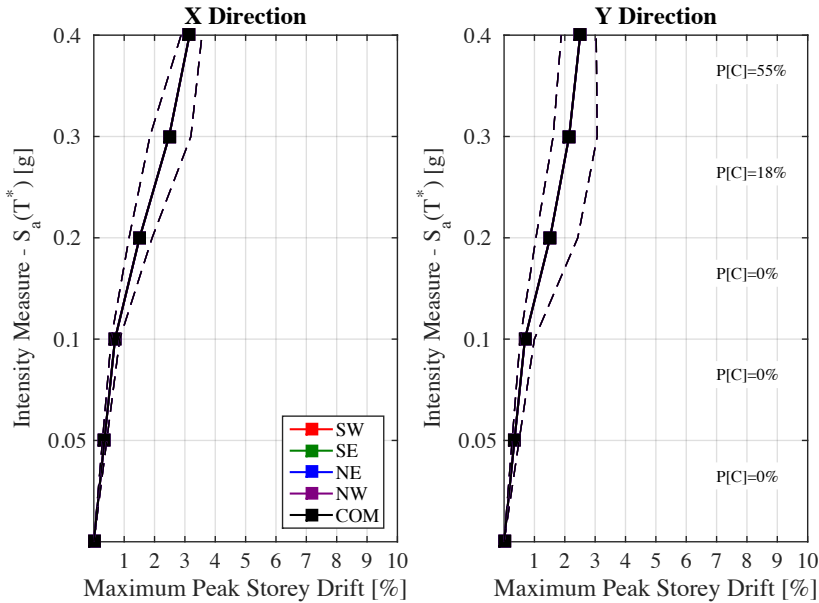 X Direction
0.4
0.3
0.2
0.1
0.05
Intensity Measure - S_a(T^*) [g]
SW
SE
NE
NW
COM
1 2 3 4 5 6 7 8 9 10
Maximum Peak Storey Drift [%]
Y Direction
0.4
0.3
0.2
0.1
0.05
Intensity Measure - S_a(T^*) [g]
P[C]=55%
P[C]=18%
P[C]=0%
P[C]=0%
P[C]=0%
1 2 3 4 5 6 7 8 9 10
Maximum Peak Storey Drift [%]